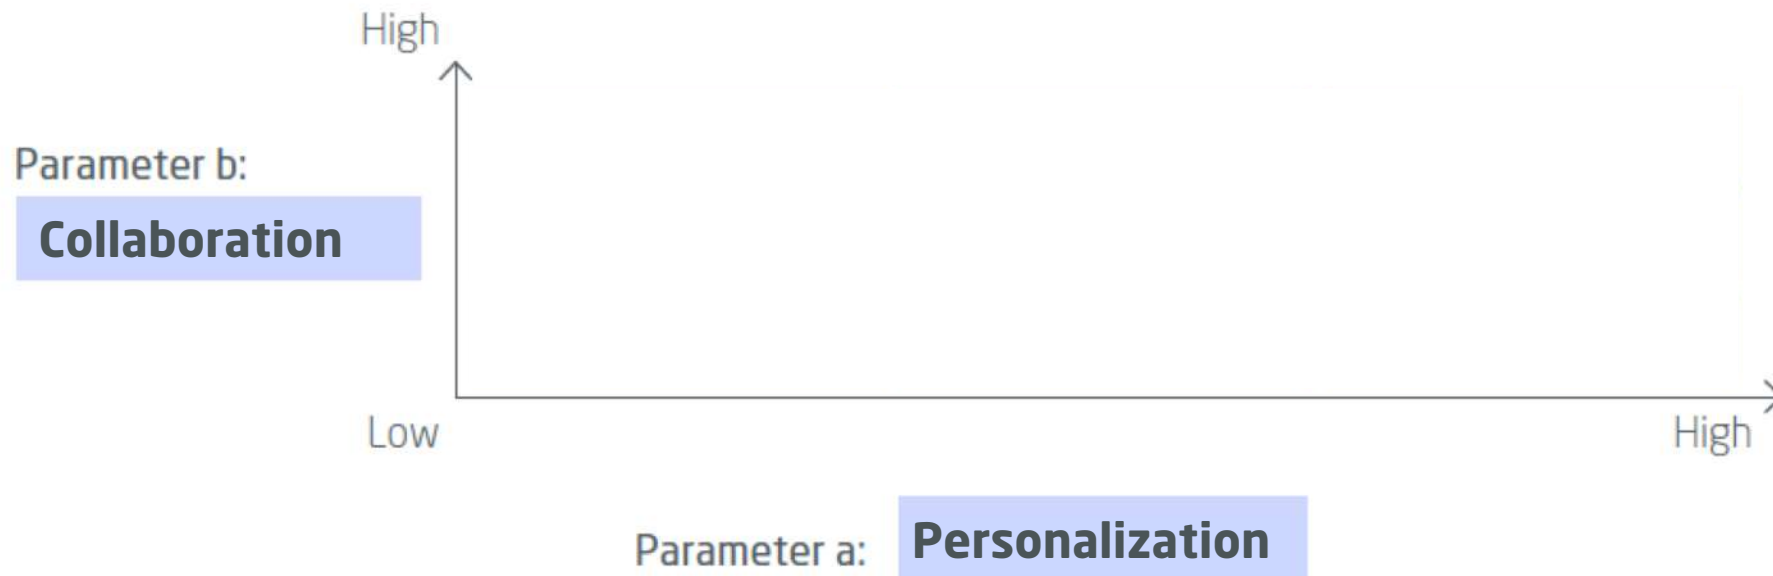 High
Parameter b:
Collaboration
Low
High
Parameter a: Personalization